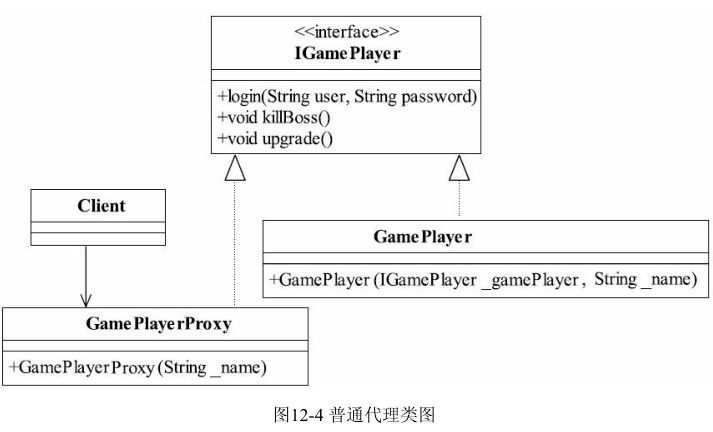 <<interface>>
IGamePlayer
+login(String user, String password)
+void killBoss()
+void upgrade()
Client
GamePlayer
+GamePlayer(IGamePlayer _gamePlayer, String _name)
GamePlayerProxy
+GamePlayerProxy(String _name)
图12-4 普通代理类图